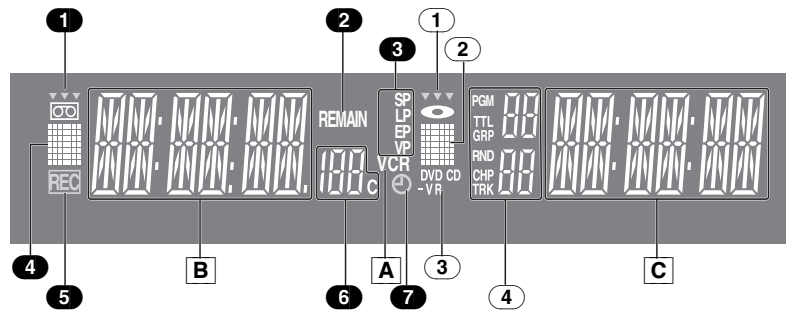 1
2
3
1
2
REMAIN
SP
LP
EP
VP
VCR
REC
C
DVD CD
-VR
PGM
TTL
GRP
RND
CHP
TRK
4
B
A
3
C
5
6
7
4